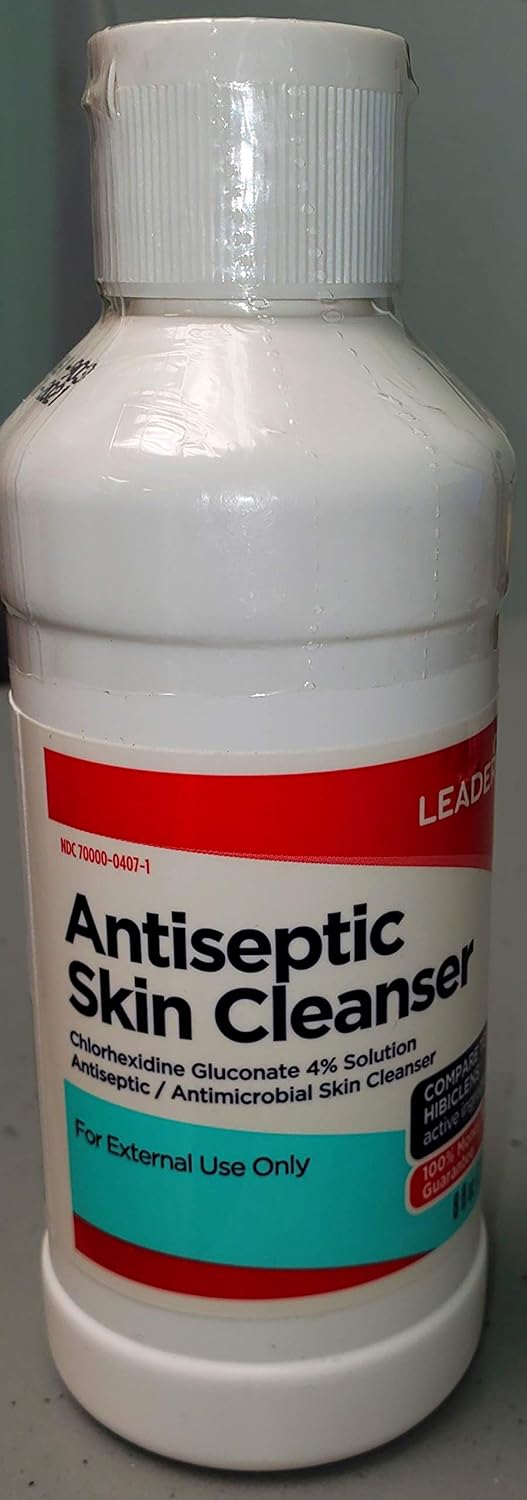 LEADER
NDC 70000-0407-1
Antiseptic
Skin Cleanser
Chlorhexidine Gluconate 4% Solution
Antiseptic / Antimicrobial Skin Cleanser
COMPARE
HIBICLENS
active
100%
For External Use Only